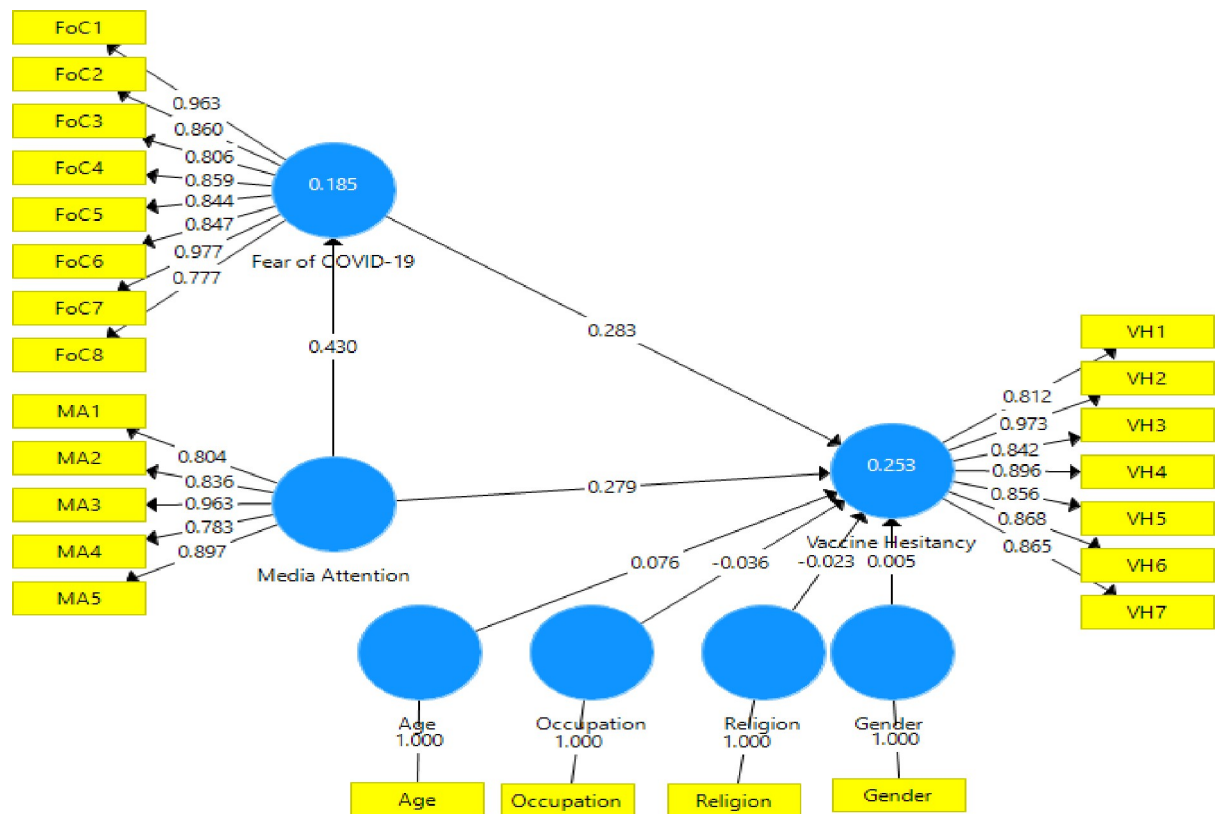 FoC1
FoC2
FoC3
FoC4
FoC5
FoC6
FoC7
FoC8
0.963
0.860
0.806
0.859
0.844
0.847
0.977
0.777
0.185
Fear of COVID-19
0.430
0.283
MA1
MA2
MA3
MA4
MA5
0.804
0.836
0.963
0.783
0.897
Media Attention
0.279
0.253
Vaccine Hesitancy
VH1
VH2
VH3
VH4
VH5
VH6
VH7
0.812
0.973
0.842
0.896
0.856
0.868
0.865
0.076
-0.036
-0.023
0.005
Age
Occupation
Religion
Gender
1.000
1.000
1.000
1.000
Age
Occupation
Religion
Gender